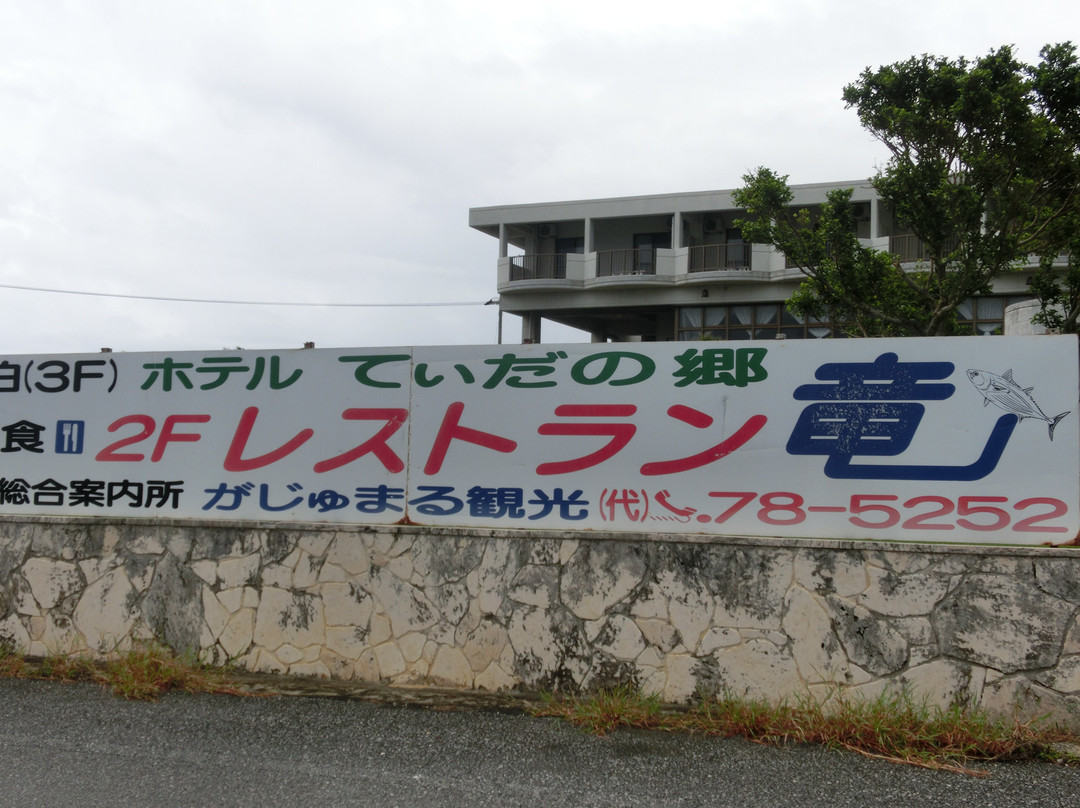 泊(3F) ホテル てぃだの郷
食 2F レストラン 竜
総合案内所 がじゅまる観光 (代) 78-5252